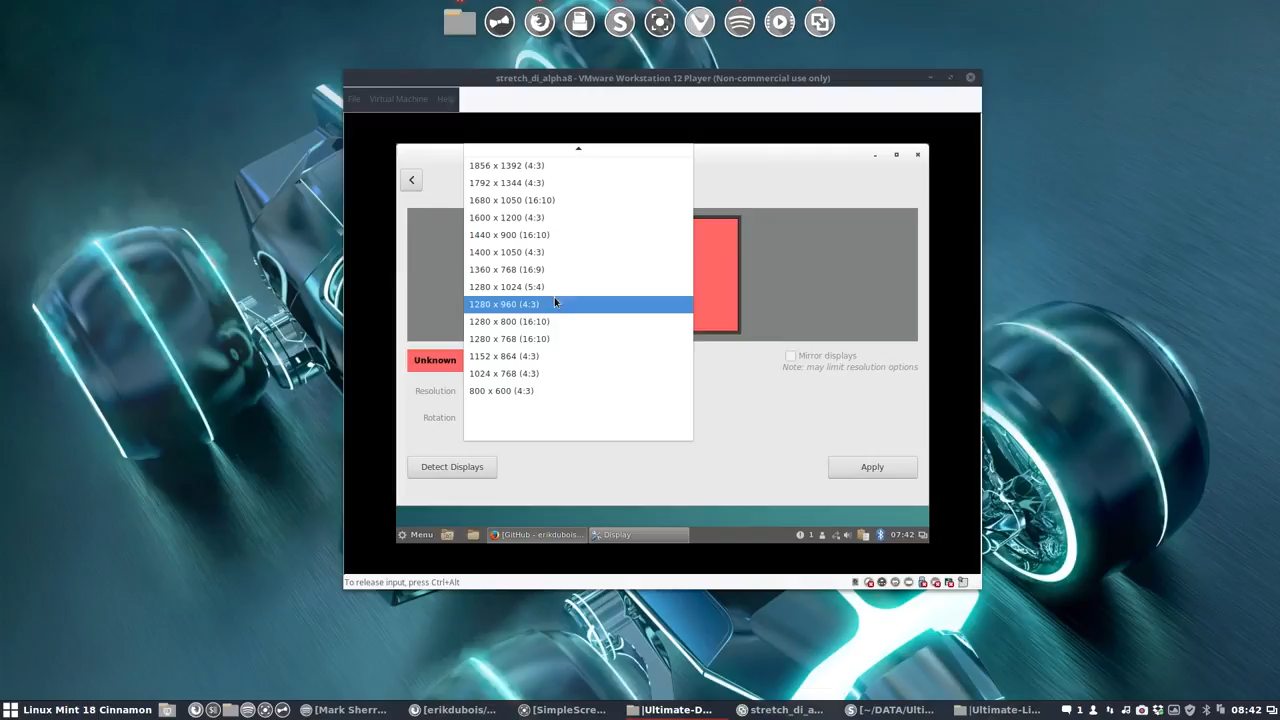 stretch_di_alpha8 - VMware Workstation 12 Player (Non-commercial use only)
File Virtual Machine Help
1856 x 1392 (4:3)
1792 x 1344 (4:3)
1680 x 1050 (16:10)
1600 x 1200 (4:3)
1440 x 900 (16:10)
1400 x 1050 (4:3)
1360 x 768 (16:9)
1280 x 1024 (5:4)
1280 x 960 (4:3)
1280 x 800 (16:10)
1280 x 768 (16:10)
1152 x 864 (4:3)
1024 x 768 (4:3)
800 x 600 (4:3)
Unknown
Mirror displays
Note: may limit resolution options
Resolution
Rotation
Detect Displays
Apply
Menu
[GitHub - erikdubois...
Display
1
07:42
To release input, press Ctrl+Alt
Linux Mint 18 Cinnamon
[Mark Sherr...
[erikdubois/...
[SimpleScre...
|Ultimate-D...
stretch_di_a...
[~/DATA/Ulti...
|Ultimate-Li...
1
08:42